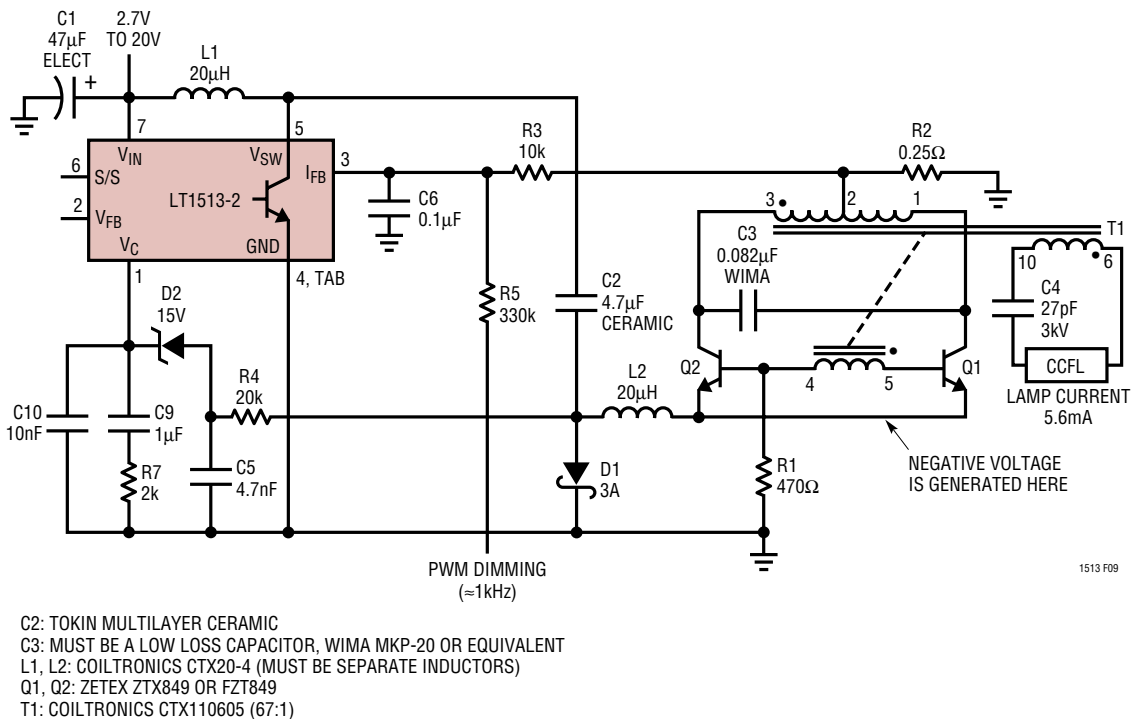 C1
47µF
ELECT
+
2.7V
TO 20V
L1
20µH
7
5
VIN
VSW
IFB
3
6
S/S
LT1513-2
2
VFB
VC
GND
1
4, TAB
C6
0.1µF
R3
10k
R2
0.25Ω
3
2
1
T1
C3
0.082µF
WIMA
10
6
C4
27pF
3kV
CCFL
LAMP CURRENT
5.6mA
D2
15V
R5
330k
C2
4.7µF
CERAMIC
Q2
4
5
Q1
L2
20µH
R4
20k
C10
10nF
C9
1µF
R7
2k
C5
4.7nF
D1
3A
R1
470Ω
NEGATIVE VOLTAGE
IS GENERATED HERE
PWM DIMMING
(≈1kHz)
1513 F09
C2: TOKIN MULTILAYER CERAMIC
C3: MUST BE A LOW LOSS CAPACITOR, WIMA MKP-20 OR EQUIVALENT
L1, L2: COILTRONICS CTX20-4 (MUST BE SEPARATE INDUCTORS)
Q1, Q2: ZETEX ZTX849 OR FZT849
T1: COILTRONICS CTX110605 (67:1)